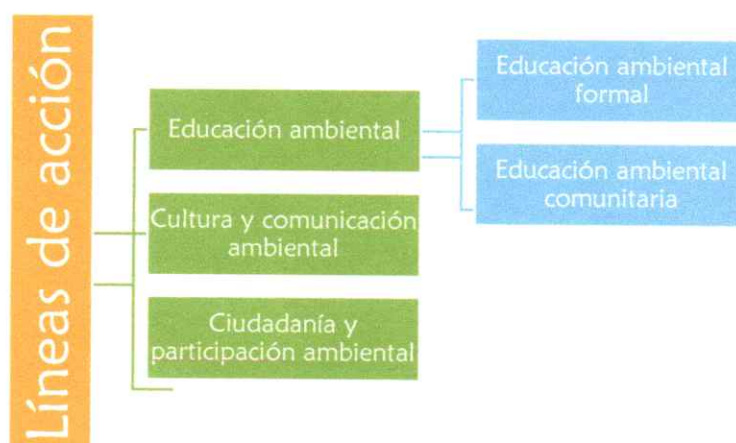 Líneas de acción
Educación ambiental
Cultura y comunicación
ambiental
Ciudadanía y
participación ambiental
Educación ambiental
formal
Educación ambiental
comunitaria